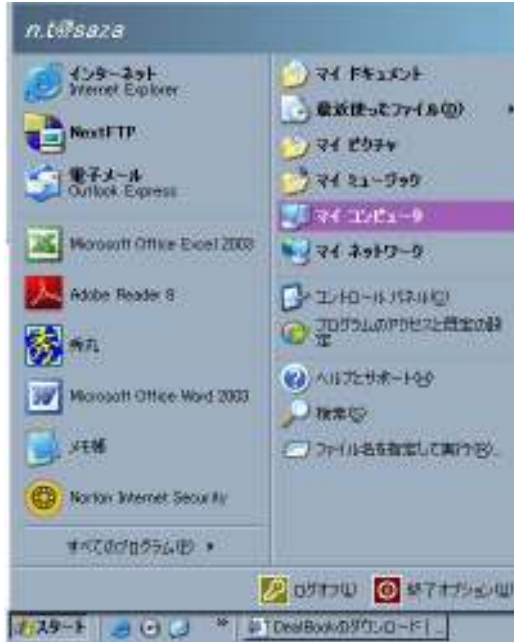 n.t@saza
インターネット
Internet Explorer
NextFTP
電子メール
Outlook Express
Microsoft Office Excel 2003
Adobe Reader 8
秀丸
Microsoft Office Word 2003
メモ帳
Norton Internet Security
すべてのプログラム(P)
マイ ドキュメント
最近使ったファイル(D)
マイ ピクチャ
マイ ミュージック
マイ コンピュータ
マイ ネットワーク
コントロール パネル(C)
プログラムのアクセスと既定の設
定
ヘルプとサポート(H)
検索(S)
ファイル名を指定して実行(R)...
ログオフ(L)
終了オプション(U)
スタート
DealBookのダウンロード | ...